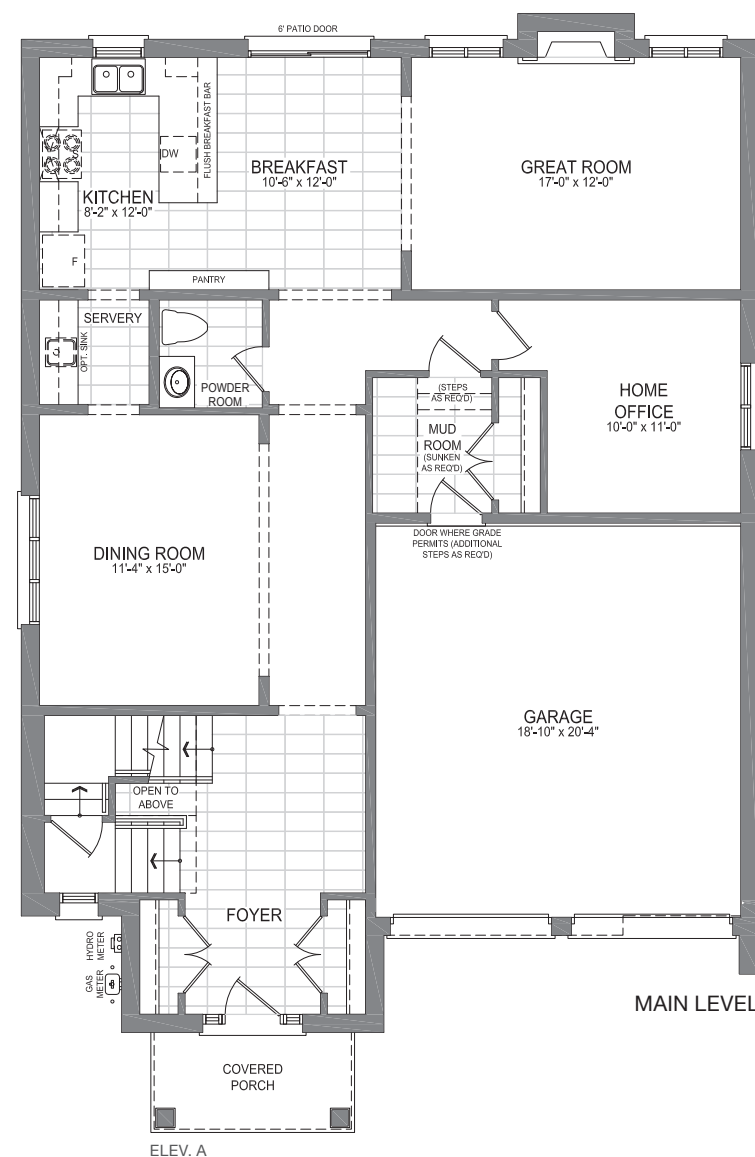 6' PATIO DOOR
FLUSH BREAKFAST BAR
DW
BREAKFAST
10'-6" x 12'-0"
GREAT ROOM
17'-0" x 12'-0"
KITCHEN
8'-2" x 12'-0"
F
PANTRY
SERVERY
OPT. SINK
POWDER
ROOM
(STEPS
AS REQ'D)
MUD
ROOM
(SUNKEN
AS REQ'D)
HOME
OFFICE
10'-0" x 11'-0"
DOOR WHERE GRADE
PERMITS (ADDITIONAL
STEPS AS REQ'D)
DINING ROOM
11'-4" x 15'-0"
GARAGE
18'-10" x 20'-4"
OPEN TO
ABOVE
FOYER
HYDRO
METER
GAS
METER
MAIN LEVEL
COVERED
PORCH
ELEV. A